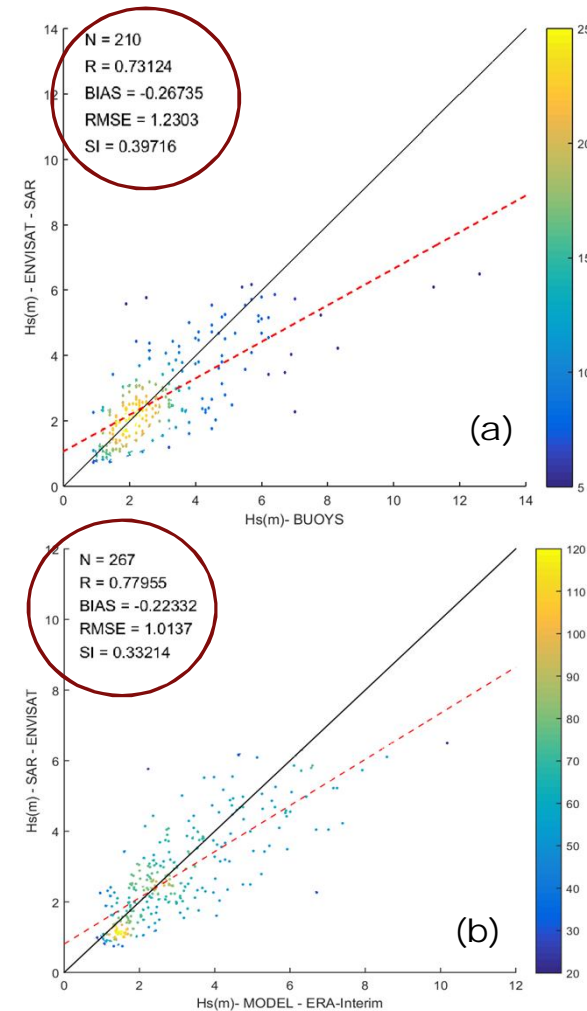 14
N = 210
R = 0.73124
BIAS = -0.26735
12
RMSE = 1.2303
SI = 0.39716
10
8
6
4
2
0
Hs(m) - ENVISAT - SAR
(a)
0 2 4 6 8 10 12 14
Hs(m)- BUOYS
25
20
15
10
5
12
N = 267
R = 0.77955
BIAS = -0.22332
RMSE = 1.0137
SI = 0.33214
10
8
6
4
2
0
Hs(m) - SAR - ENVISAT
(b)
0 2 4 6 8 10 12
Hs(m)- MODEL - ERA-Interim
120
110
100
90
80
70
60
50
40
30
20